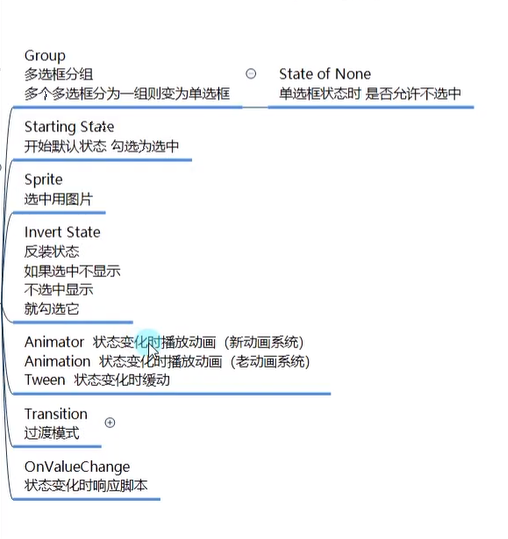 Group
多选框分组
多个多选框分为一组则变为单选框
State of None
单选框状态时 是否允许不选中
Starting State
开始默认状态 勾选为选中
Sprite
选中用图片
Invert State
反装状态
如果选中不显示
不选中显示
就勾选它
Animator 状态变化时播放动画（新动画系统）
Animation 状态变化时播放动画（老动画系统）
Tween 状态变化时缓动
Transition
过渡模式
OnValueChange
状态变化时响应脚本